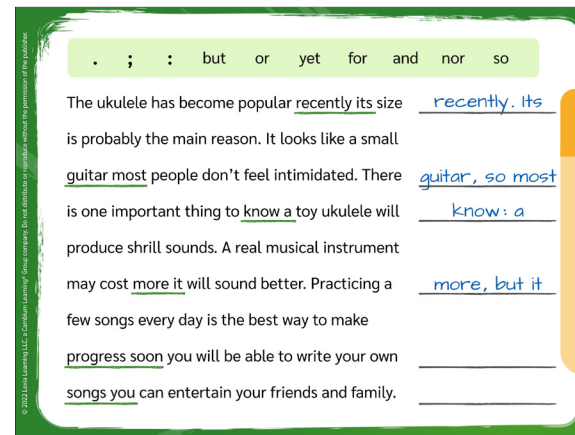 . ; : but or yet for and nor so
The ukulele has become popular recently its size recently. Its
is probably the main reason. It looks like a small
guitar most people don't feel intimidated. There guitar, so most
is one important thing to know a toy ukulele will know: a
produce shrill sounds. A real musical instrument
may cost more it will sound better. Practicing a more, but it
few songs every day is the best way to make
progress soon you will be able to write your own
songs you can entertain your friends and family.
© 2022 Lexia Learning LLC, a Cambium Learning® Group company. Do not distribute or reproduce without the permission of the publisher.